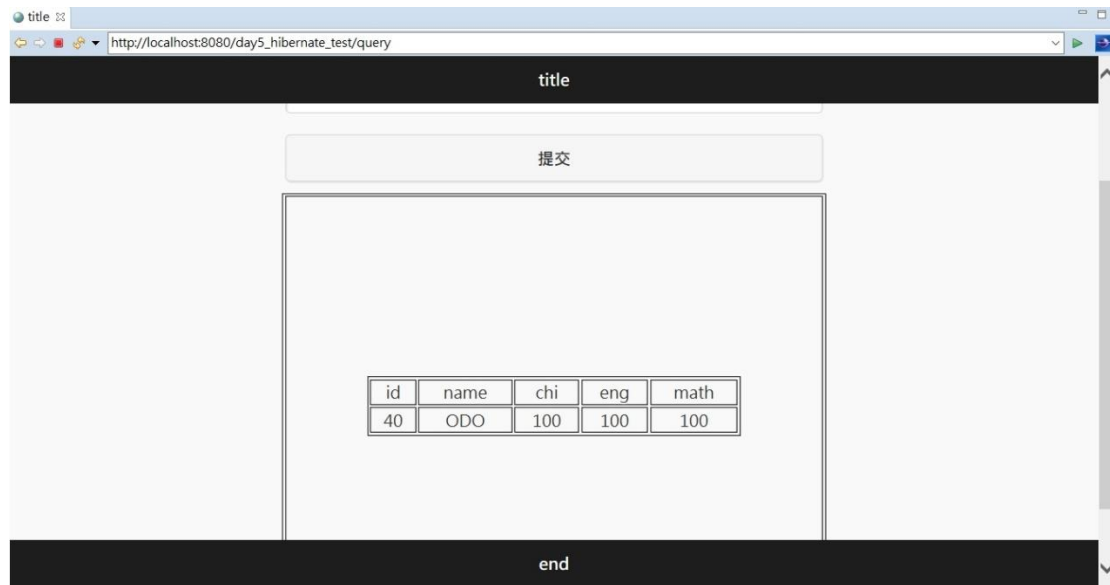 title
http://localhost:8080/day5_hibernate_test/query
title
提交
id name chi eng math
40 ODO 100 100 100
end